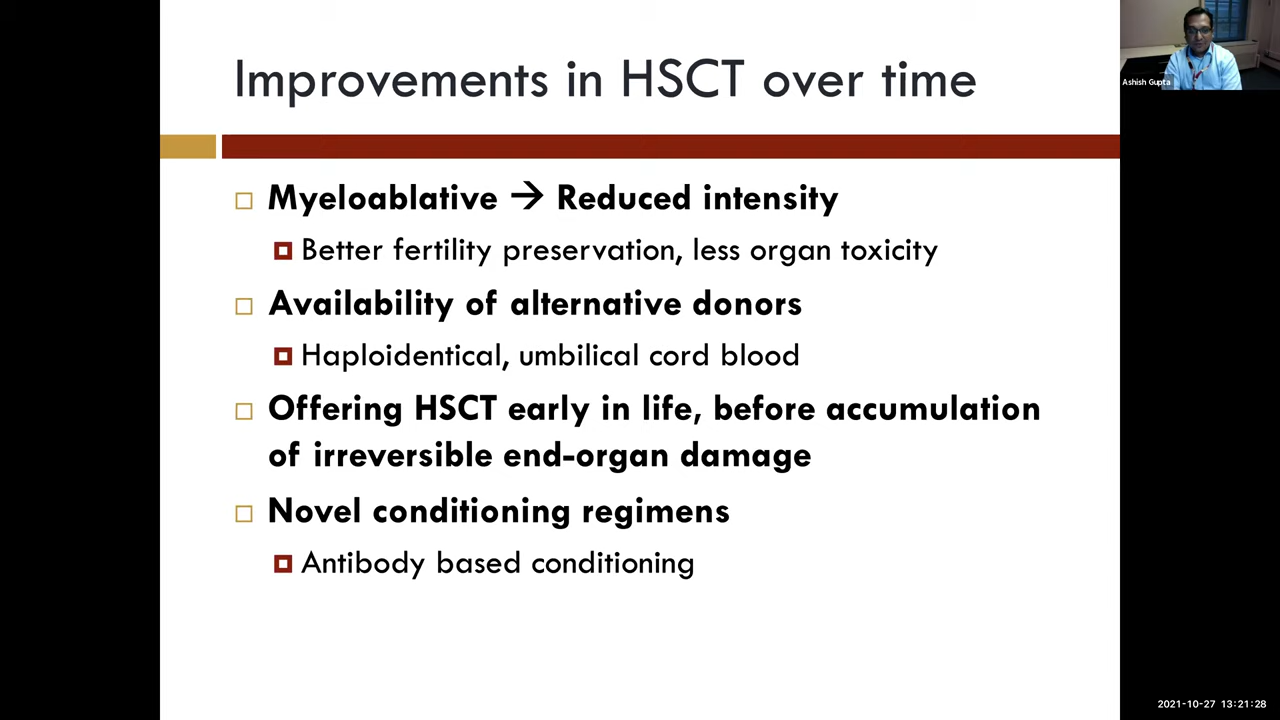 Improvements in HSCT over time
Ashish Gupta
Myeloablative → Reduced intensity
Better fertility preservation, less organ toxicity
Availability of alternative donors
Haploidentical, umbilical cord blood
Offering HSCT early in life, before accumulation
of irreversible end-organ damage
Novel conditioning regimens
Antibody based conditioning
2021-10-27 13:21:28